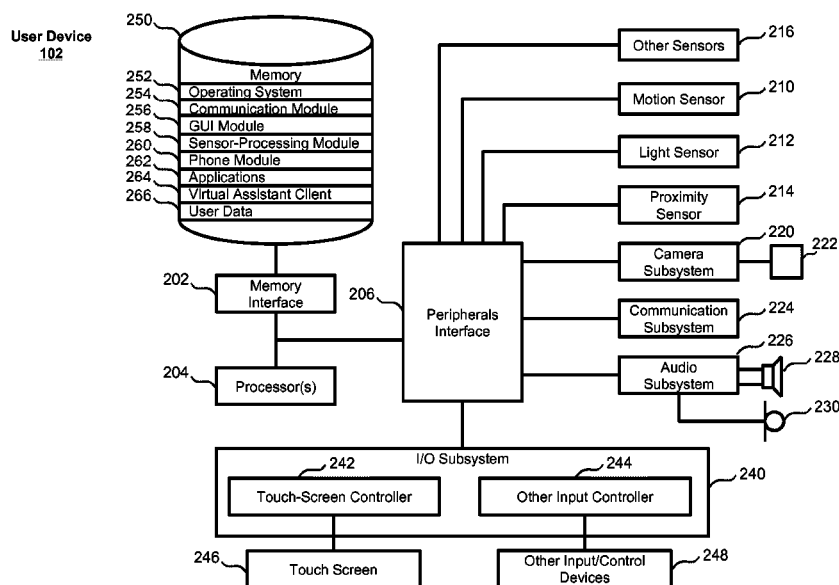 User Device
102
250
Memory
252
Operating System
254
Communication Module
256
GUI Module
258
Sensor-Processing Module
260
Phone Module
262
Applications
264
Virtual Assistant Client
266
User Data
Other Sensors
216
Motion Sensor
210
Light Sensor
212
Proximity
Sensor
214
220
Camera
Subsystem
222
202
Memory
Interface
206
Peripherals
Interface
Communication
Subsystem
224
226
Audio
Subsystem
228
230
204
Processor(s)
I/O Subsystem
240
242
Touch-Screen Controller
244
Other Input Controller
246
Touch Screen
Other Input/Control
Devices
248